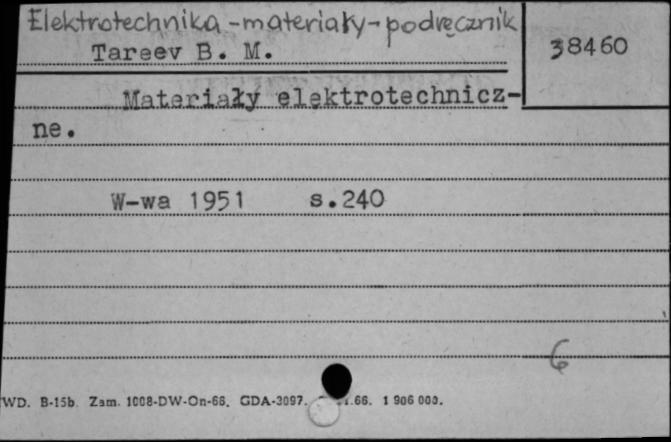 Elektrotechnika - materiały - podręcznik
Tareev B. M.
38460
Materiały elektrotechnicz-
ne.
W-wa 1951 s.240
6
WD. B-15b. Zam. 1008-DW-On-66. GDA-3097. .66. 1 906 000.